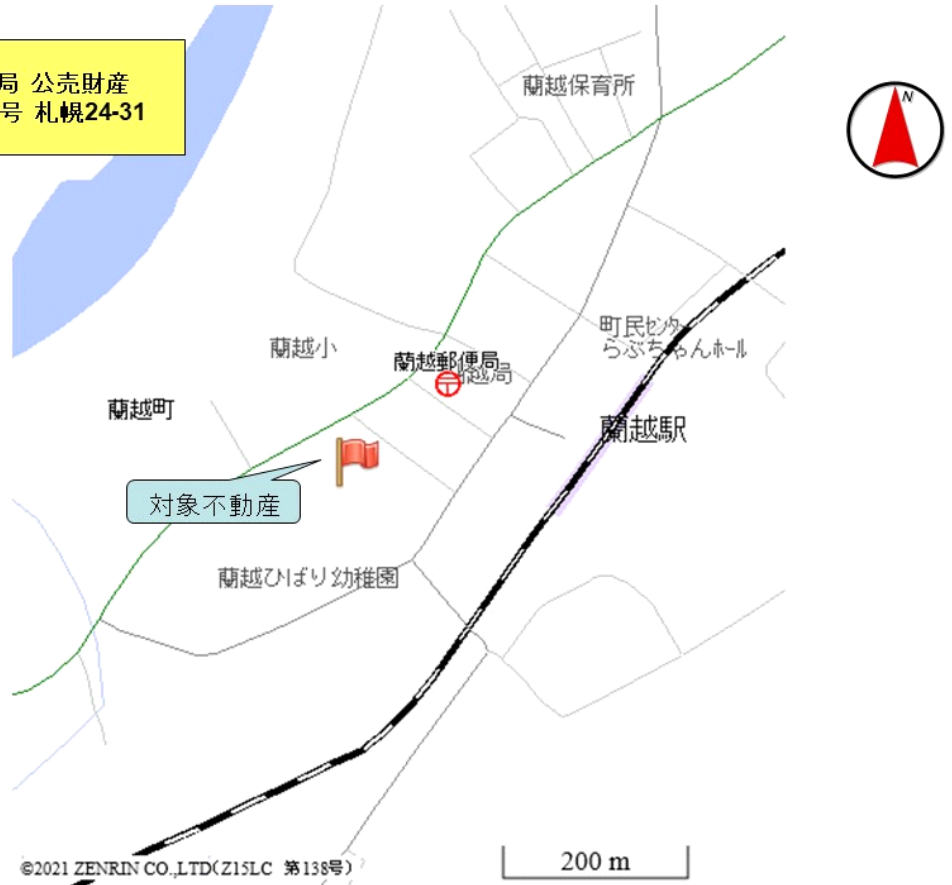 局 公売財産
号 札幌24-31
N
蘭越保育所
町民センター
らぶちゃんホール
蘭越小
蘭越郵便局
越局
蘭越町
蘭越駅
対象不動産
蘭越ひばり幼稚園
©2021 ZENRIN CO.,LTD(Z15LC 第138号)
200 m